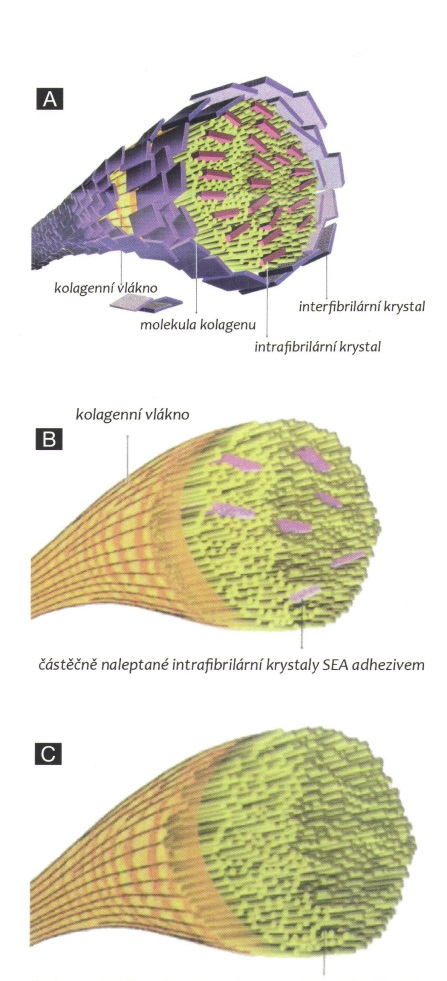 A
kolagenní vlákno
interfibrilární krystal
molekula kolagenu
intrafibrilární krystal
kolagenní vlákno
B
částěčně naleptané intrafibrilární krystaly SEA adhezivem
C